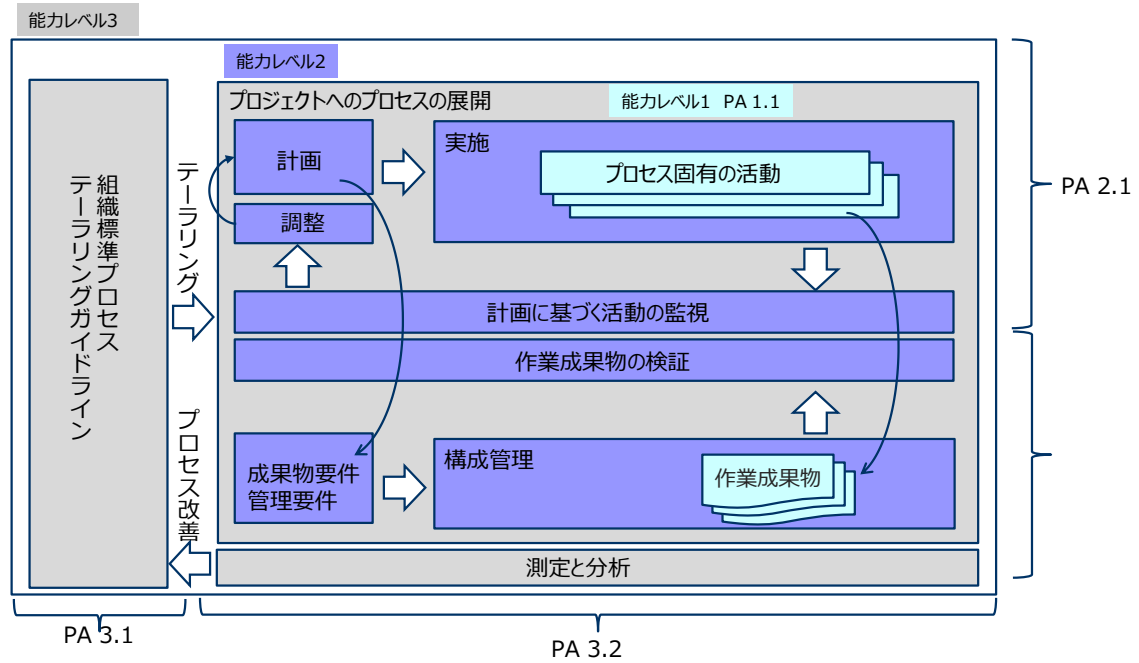 能力レベル3
能力レベル2
プロジェクトへのプロセスの展開
能力レベル1 PA 1.1
計画
実施
プロセス固有の活動
調整
PA 2.1
組織標準プロセス
テーラリングガイドライン
テーラリング
計画に基づく活動の監視
作業成果物の検証
プロセス改善
成果物要件
管理要件
構成管理
作業成果物
測定と分析
PA 3.1
PA 3.2